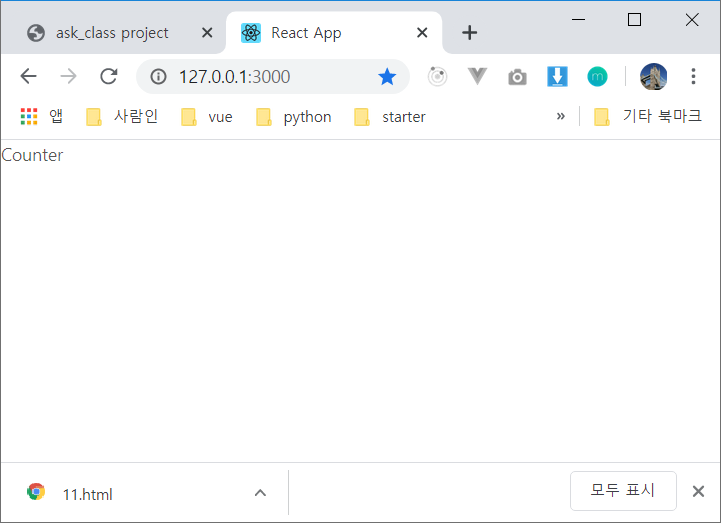 ask_class project React App
127.0.0.1:3000
앱 사람인 vue python starter » 기타 북마크
Counter
11.html 모두 표시